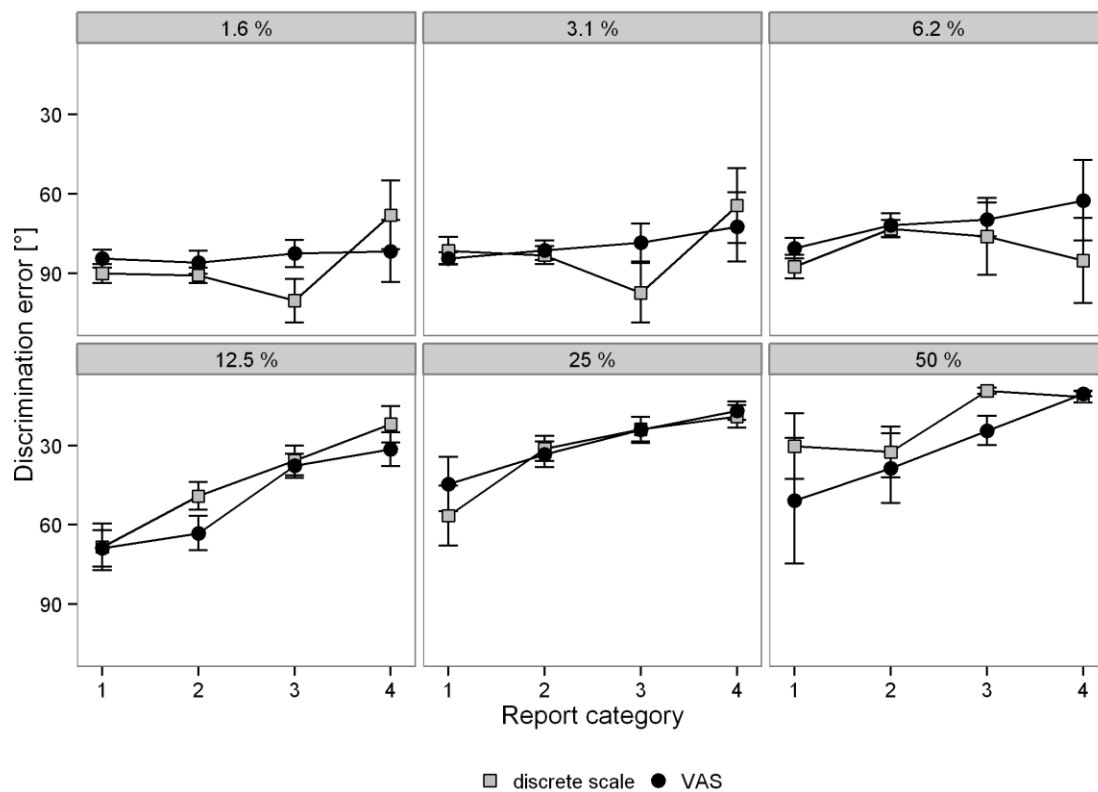 1.6 %
3.1 %
6.2 %
30
60
90
12.5 %
25 %
50 %
30
60
90
Discrimination error [°]
1 2 3 4
1 2 3 4
1 2 3 4
Report category
discrete scale VAS